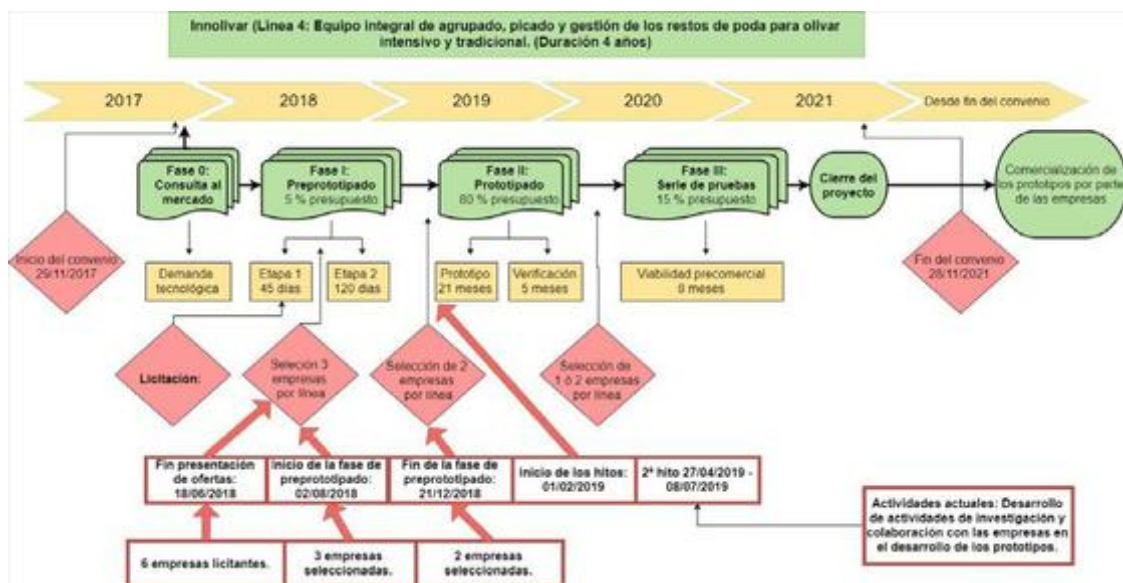 Innolivar (Línea 4: Equipo integral de agrupado, picado y gestión de los restos de poda para olivar
intensivo y tradicional. (Duración 4 años)
2017
2018
2019
2020
2021
Desde fin del convenio
Fase 0:
Consulta al
mercado
Fase I:
Preprototipado
5 % presupuesto
Fase II:
Prototipado
80 % presupuesto
Fase III:
Serie de pruebas
15 % presupuesto
Cierre del
proyecto
Comercialización de
los prototipos por parte
de las empresas
Inicio del convenio
29/11/2017
Demanda
tecnológica
Etapa 1
45 días
Etapa 2
120 días
Prototipo
21 meses
Verificación
5 meses
Viabilidad precomercial
8 meses
Fin del convenio
28/11/2021
Licitación:
Seleción 3
empresas
por línea
Selección de 2
empresas
por línea
Selección de
1 ó 2 empresas
por línea
Fin presentación
de ofertas:
18/06/2018
Inicio de la fase de
preprototipado:
02/08/2018
Fin de la fase de
preprototipado:
21/12/2018
Inicio de los hitos:
01/02/2019
2º hito 27/04/2019 -
08/07/2019
Actividades actuales: Desarrollo
de actividades de investigación y
colaboración con las empresas en
el desarrollo de los prototipos.
6 empresas licitantes.
3 empresas
seleccionadas.
2 empresas
seleccionadas.